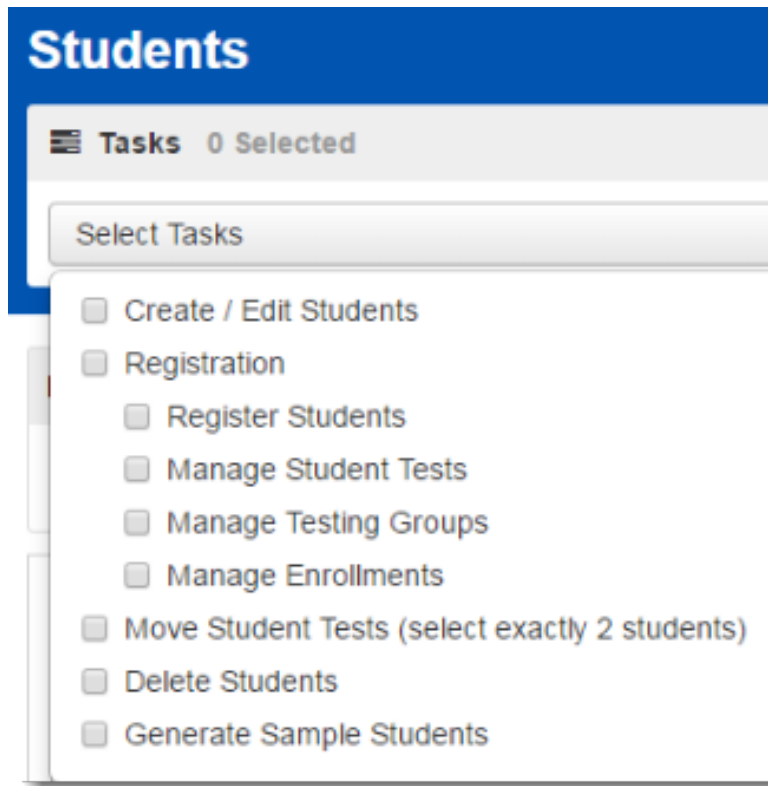 Students
Tasks 0 Selected
Select Tasks
Create / Edit Students
Registration
Register Students
Manage Student Tests
Manage Testing Groups
Manage Enrollments
Move Student Tests (select exactly 2 students)
Delete Students
Generate Sample Students